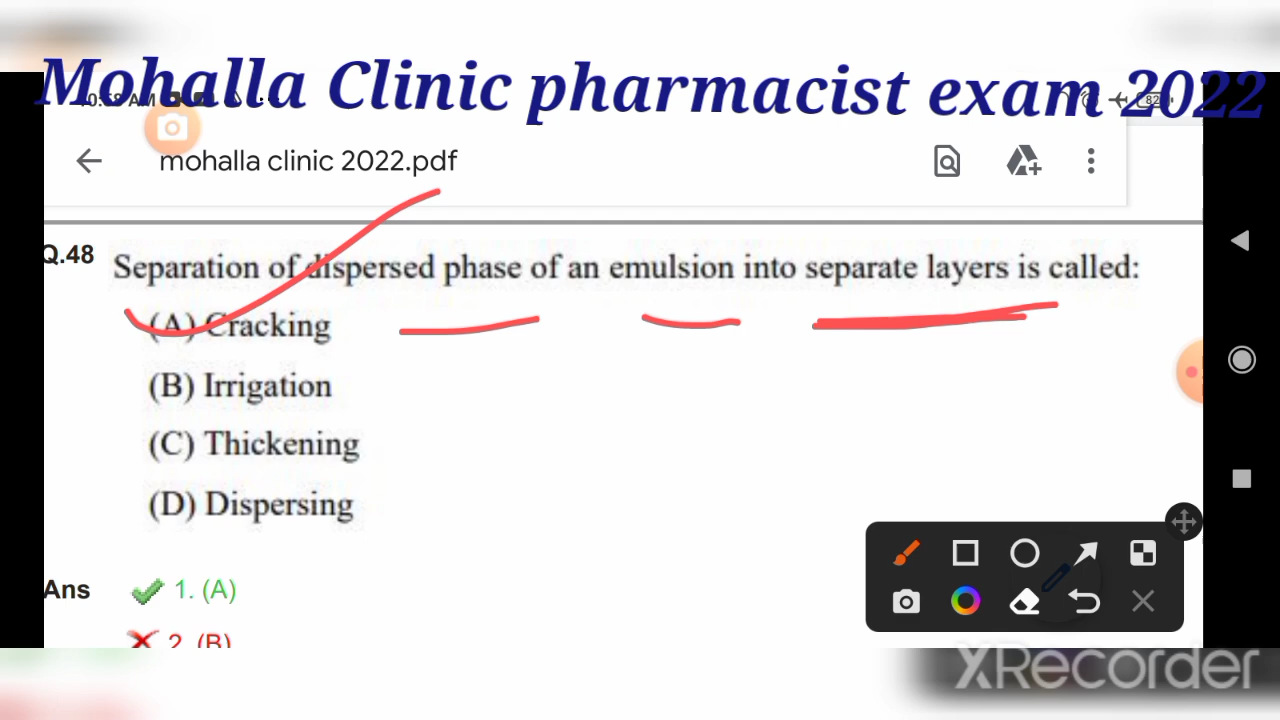 Mohalla Clinic pharmacist exam 2022
mohalla clinic 2022.pdf
Q.48 Separation of dispersed phase of an emulsion into separate layers is called:
(A) Cracking
(B) Irrigation
(C) Thickening
(D) Dispersing
Ans 1. (A)
2. (B)
XRecorder